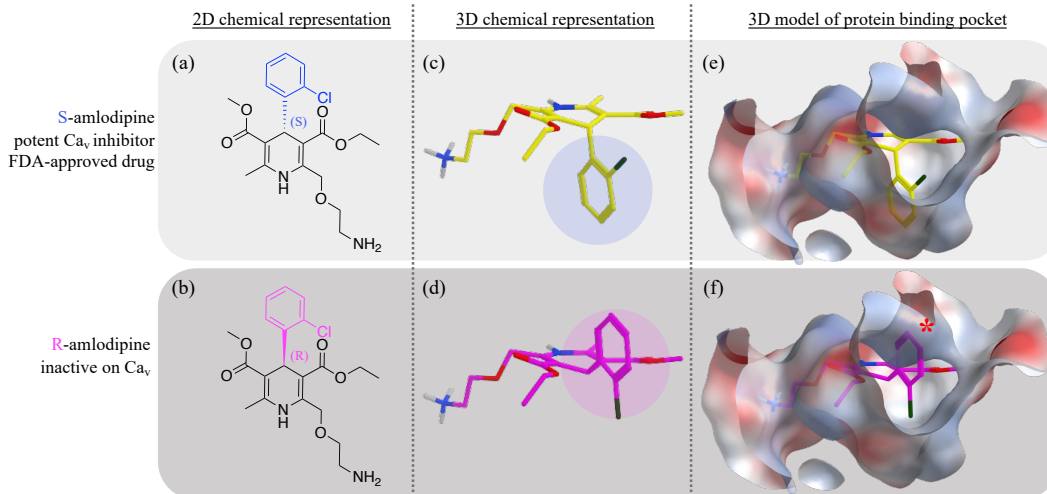 2D chemical representation
3D chemical representation
3D model of protein binding pocket
(a)
(c)
(e)
S-amlodipine
potent Caᵥ inhibitor
FDA-approved drug
Cl
(S)
O
O
O
O
N
H
O
NH₂
(b)
(d)
(f)
*
R-amlodipine
inactive on Caᵥ
Cl
(R)
O
O
O
O
N
H
O
NH₂